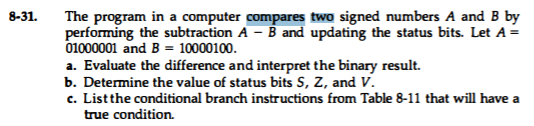 8-31. The program in a computer compares two signed numbers A and B by
performing the subtraction A − B and updating the status bits. Let A =
01000001 and B = 10000100.
a. Evaluate the difference and interpret the binary result.
b. Determine the value of status bits S, Z, and V.
c. List the conditional branch instructions from Table 8-11 that will have a
true condition.